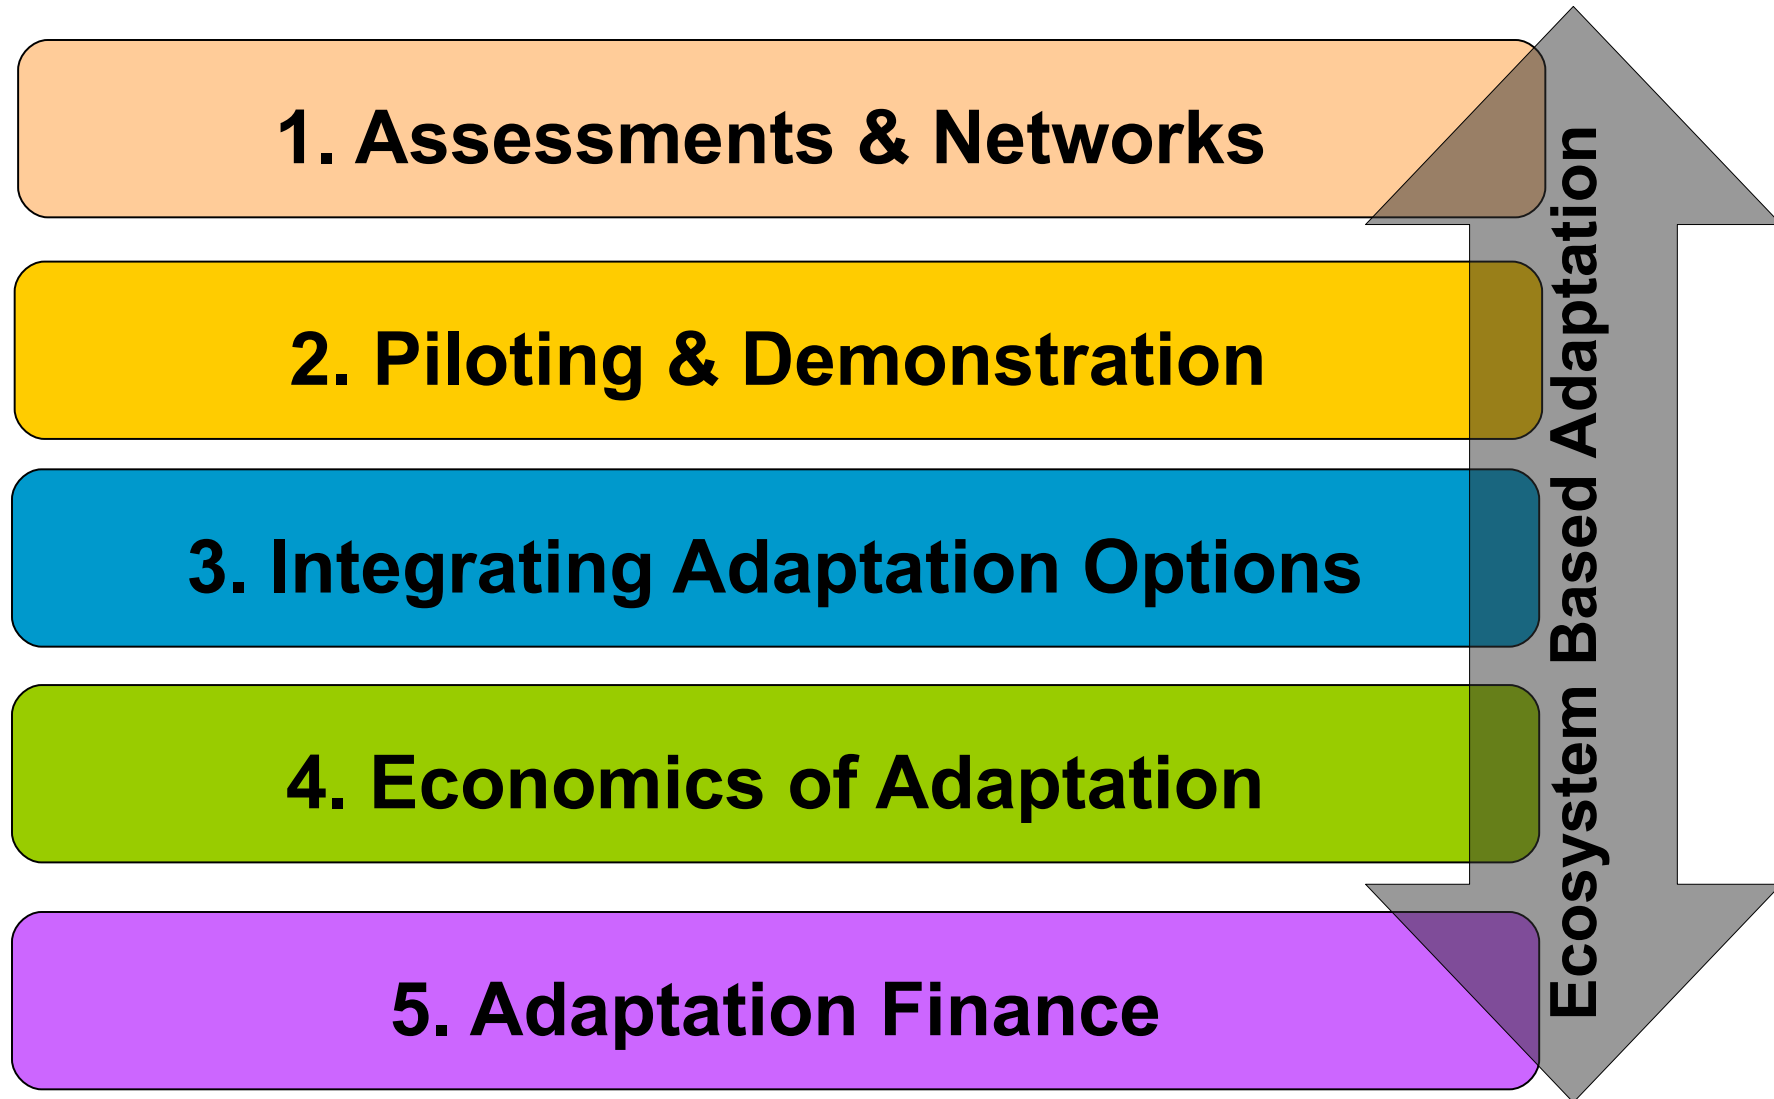 1. Assessments & Networks
2. Piloting & Demonstration
3. Integrating Adaptation Options
4. Economics of Adaptation
5. Adaptation Finance
Ecosystem Based Adaptation